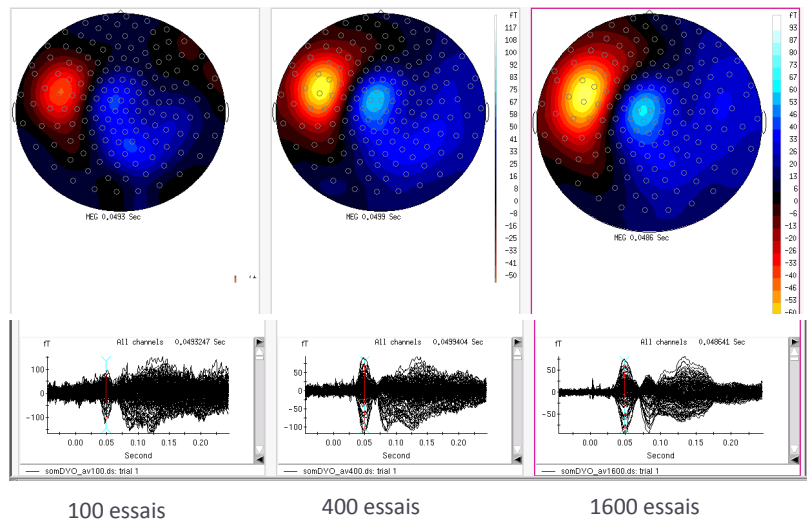 fT
117
108
100
92
83
75
67
58
50
41
33
25
16
8
0
-8
-16
-25
-33
-41
-50
fT
93
87
80
73
66
60
53
46
40
33
26
20
13
6
0
-6
-13
-20
-26
-33
-40
-46
-53
-60
MEG 0.0493 Sec
MEG 0.0499 Sec
MEG 0.0486 Sec
fT All channels 0.0493247 Sec
100
0
-100
0.00 0.05 0.10 0.15 0.20
Second
somDYO_av100.ds: trial 1
fT All channels 0.0499404 Sec
50
0
-50
-100
0.00 0.05 0.10 0.15 0.20
Second
somDYO_av400.ds: trial 1
fT All channels 0.048641 Sec
50
0
-50
0.00 0.05 0.10 0.15 0.20
Second
somDYO_av1600.ds: trial 1
100 essais
400 essais
1600 essais